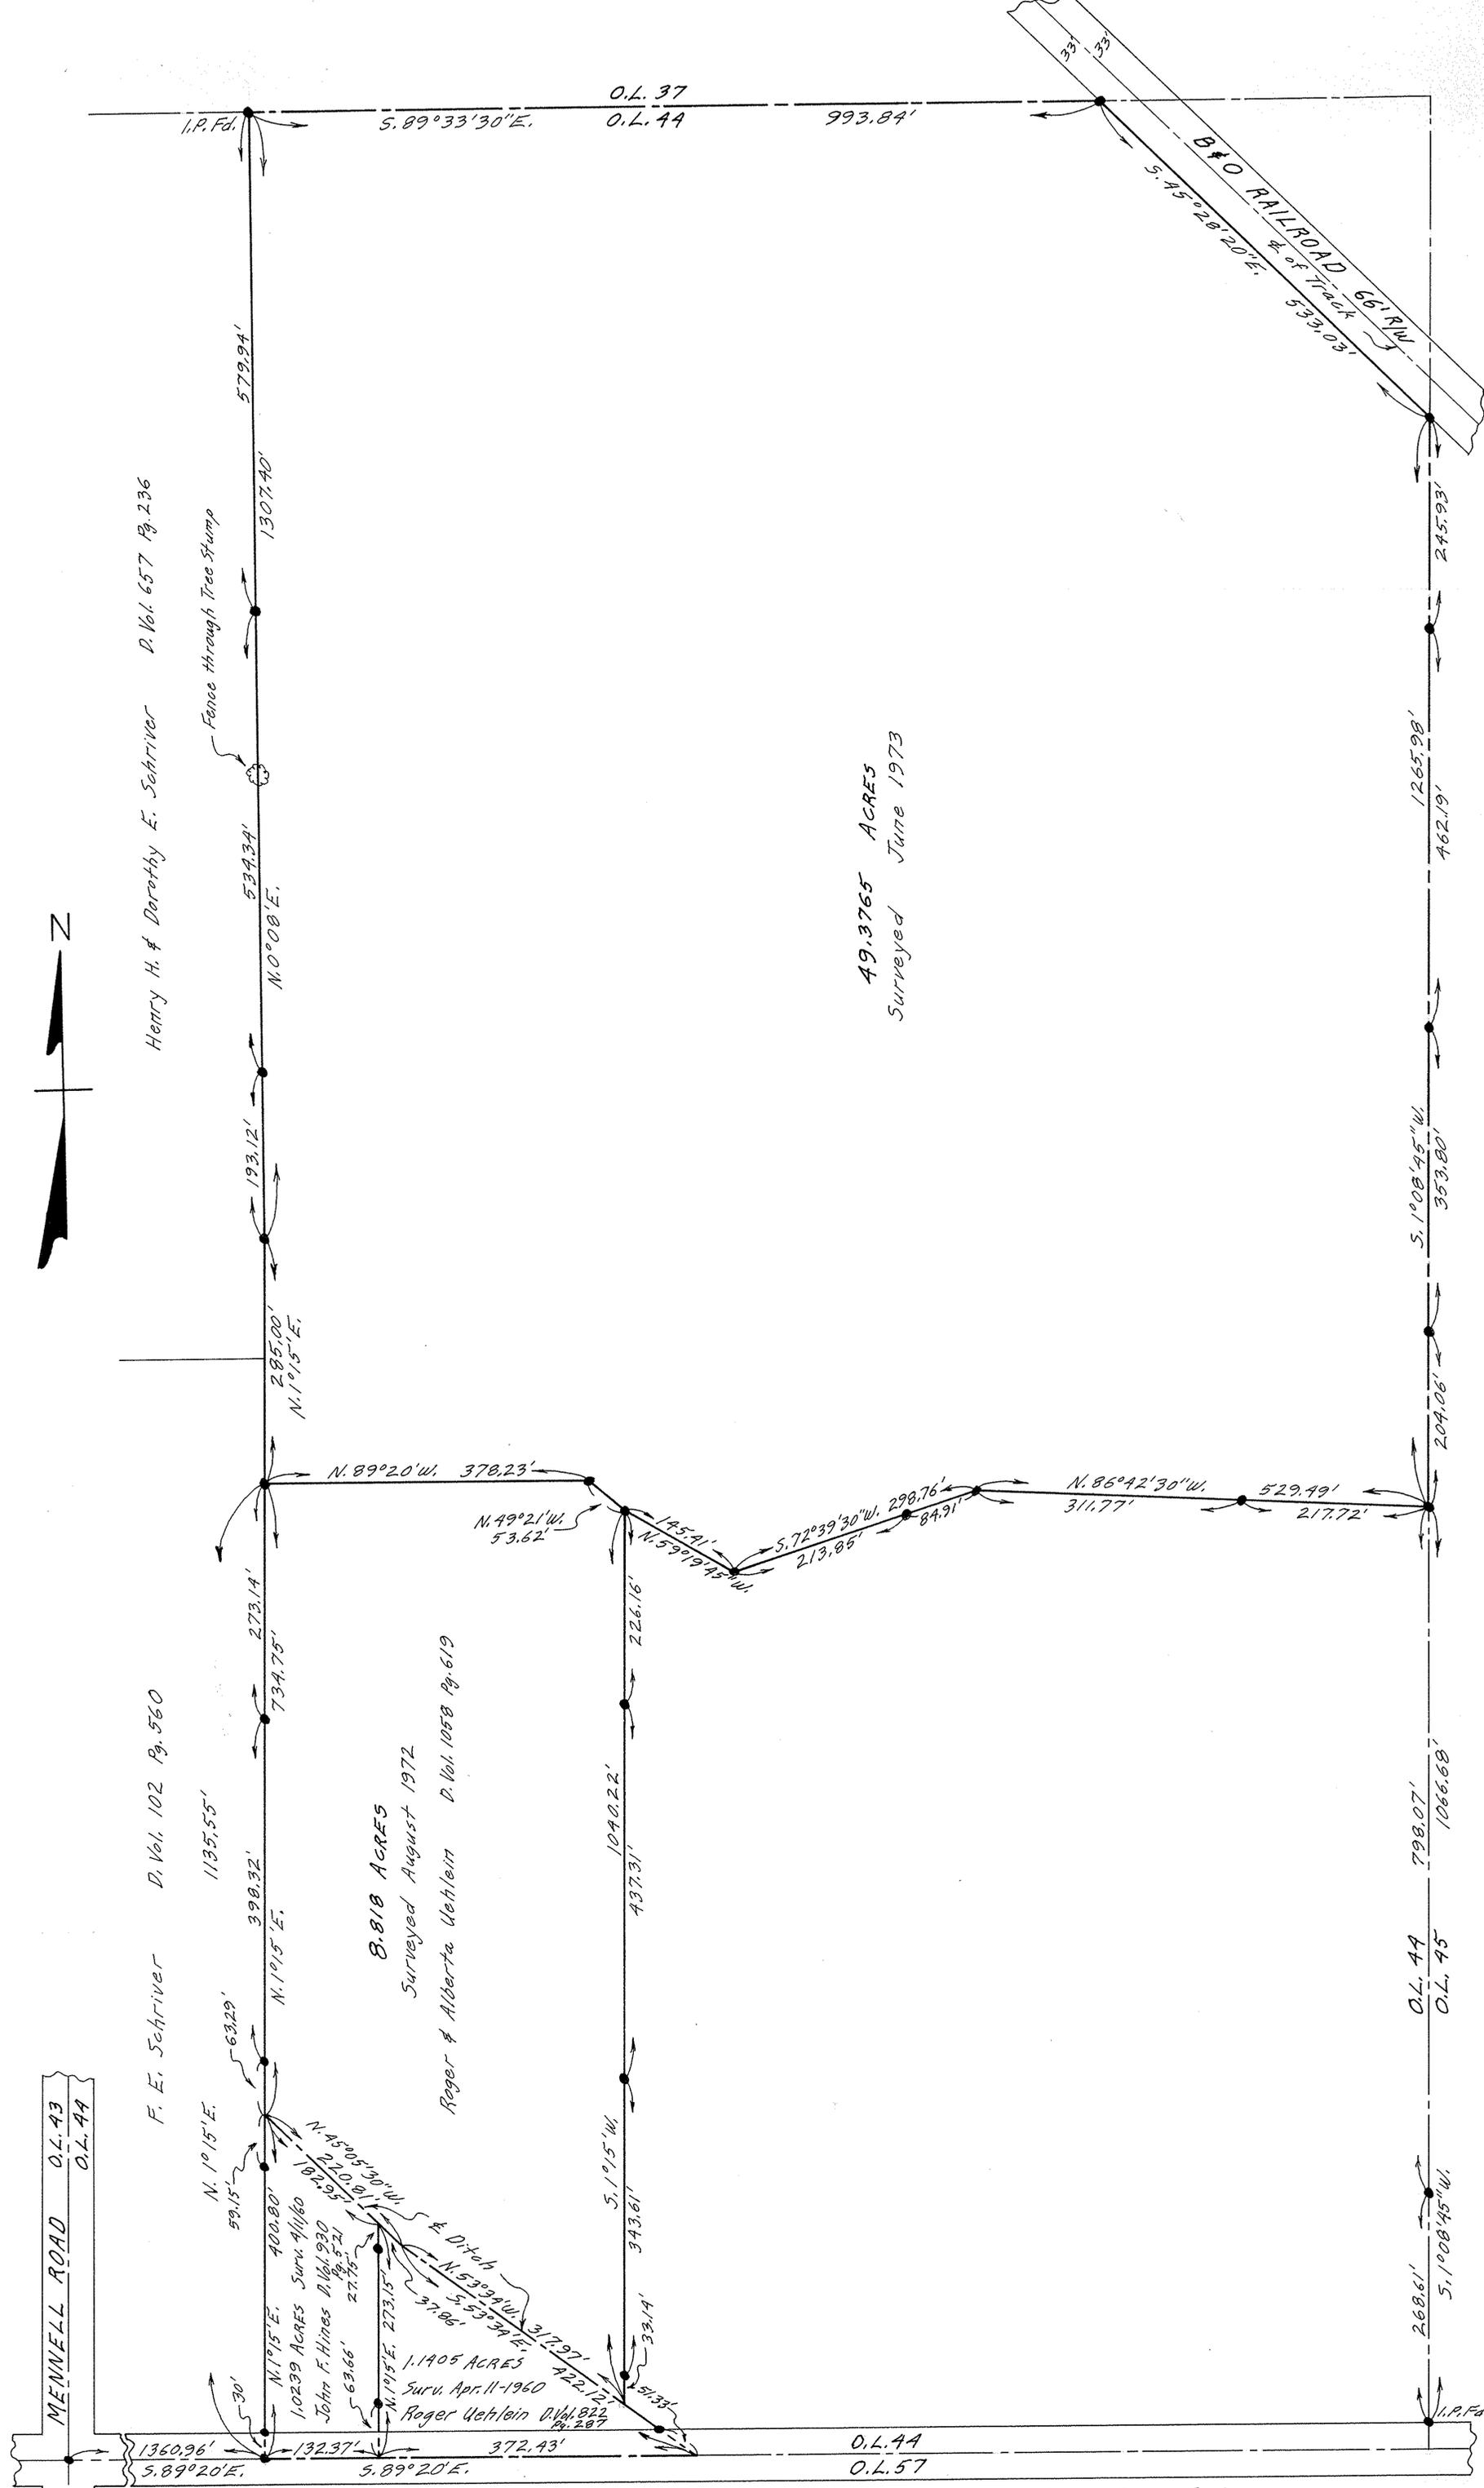 33' 33'
O.L. 37
I.P. Fd. S. 89°33'30"E. O.L. 44 993.84'
B&O RAILROAD 66' R/W
℄ of Track
S. 45°28'20"E. 533.03'
579.94'
1307.40'
245.93'
Henry H. & Dorothy E. Schriver D. Vol. 657 Pg. 236
Fence through Tree Stump
534.34'
N. 0°08'E.
49.3765 ACRES
Surveyed June 1973
1265.98'
462.19'
N
193.12'
S. 1°08'45"W.
353.80'
285.00'
N. 1°15'E.
204.06'
N. 89°20'W. 378.23'
N. 49°21'W.
53.62'
145.41'
N. 59°19'45"W.
S. 72°39'30"W. 298.76'
213.85' 84.91'
N. 86°42'30"W. 529.49'
311.77' 217.72'
273.14'
734.75'
226.16'
F. E. Schriver D. Vol. 102 Pg. 560
1135.55'
398.32'
N. 1°15'E.
8.818 ACRES
Surveyed August 1972
Roger & Alberta Uehlein D. Vol. 1058 Pg. 619
1040.22'
437.31'
798.07'
1066.68'
O.L. 44
O.L. 45
63.29'
N. 1°15'E.
59.15'
MENNELL ROAD O.L. 43
O.L. 44
N. 45°05'30"W.
220.81'
182.95'
℄ Ditch
N. 53°34'W. 317.97'
S. 53°34'E. 422.12'
S. 1°15'W.
343.61'
33.14'
51.33'
268.61'
S. 1°08'45"W.
I.P. Fd
30'
N. 1°15'E. 400.80'
1.0239 ACRES Surv. 4/11/60
John F. Hines D. Vol. 930
Pg. 521
27.75'
63.66'
N. 1°15'E. 273.15'
37.86'
1.1405 ACRES
Surv. Apr. 11-1960
Roger Uehlein D. Vol. 822
Pg. 287
1360.96' 132.37' 372.43' O.L. 44
S. 89°20'E. S. 89°20'E. O.L. 57